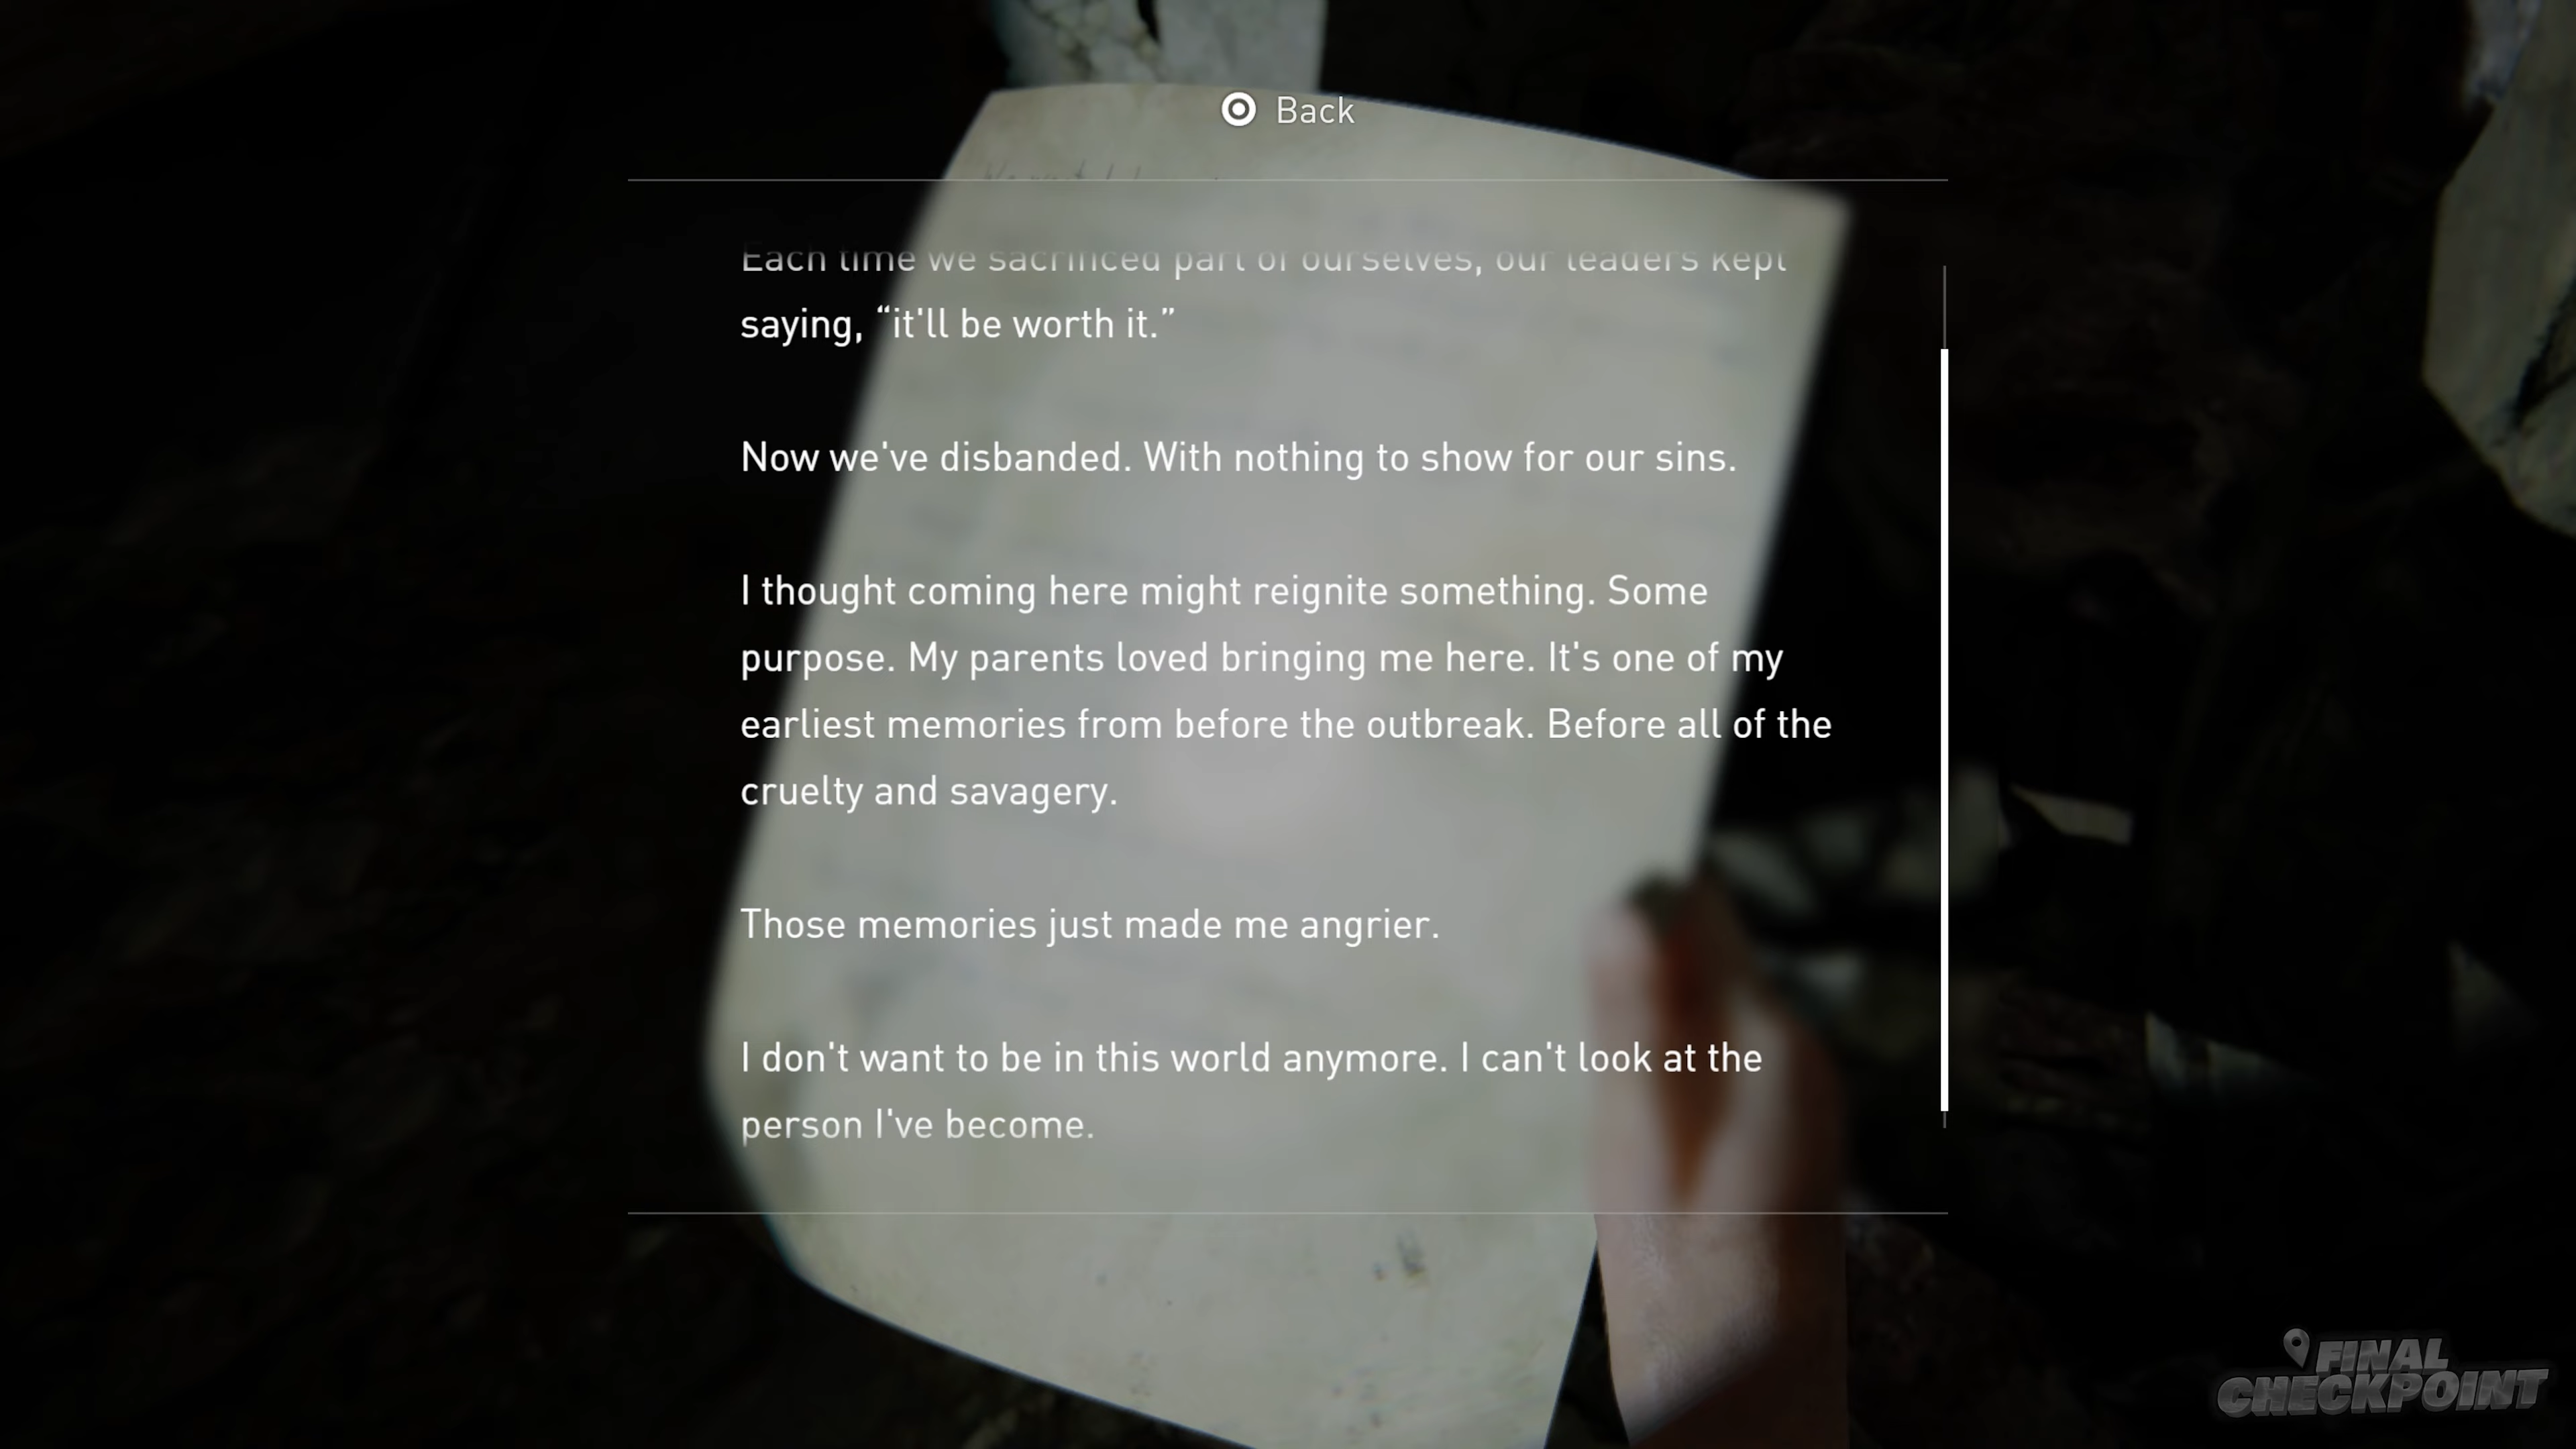 Back
Each time we sacrificed part of ourselves, our leaders kept
saying, “it'll be worth it.”
Now we've disbanded. With nothing to show for our sins.
I thought coming here might reignite something. Some
purpose. My parents loved bringing me here. It's one of my
earliest memories from before the outbreak. Before all of the
cruelty and savagery.
Those memories just made me angrier.
I don't want to be in this world anymore. I can't look at the
person I've become.
FINAL
CHECKPOINT